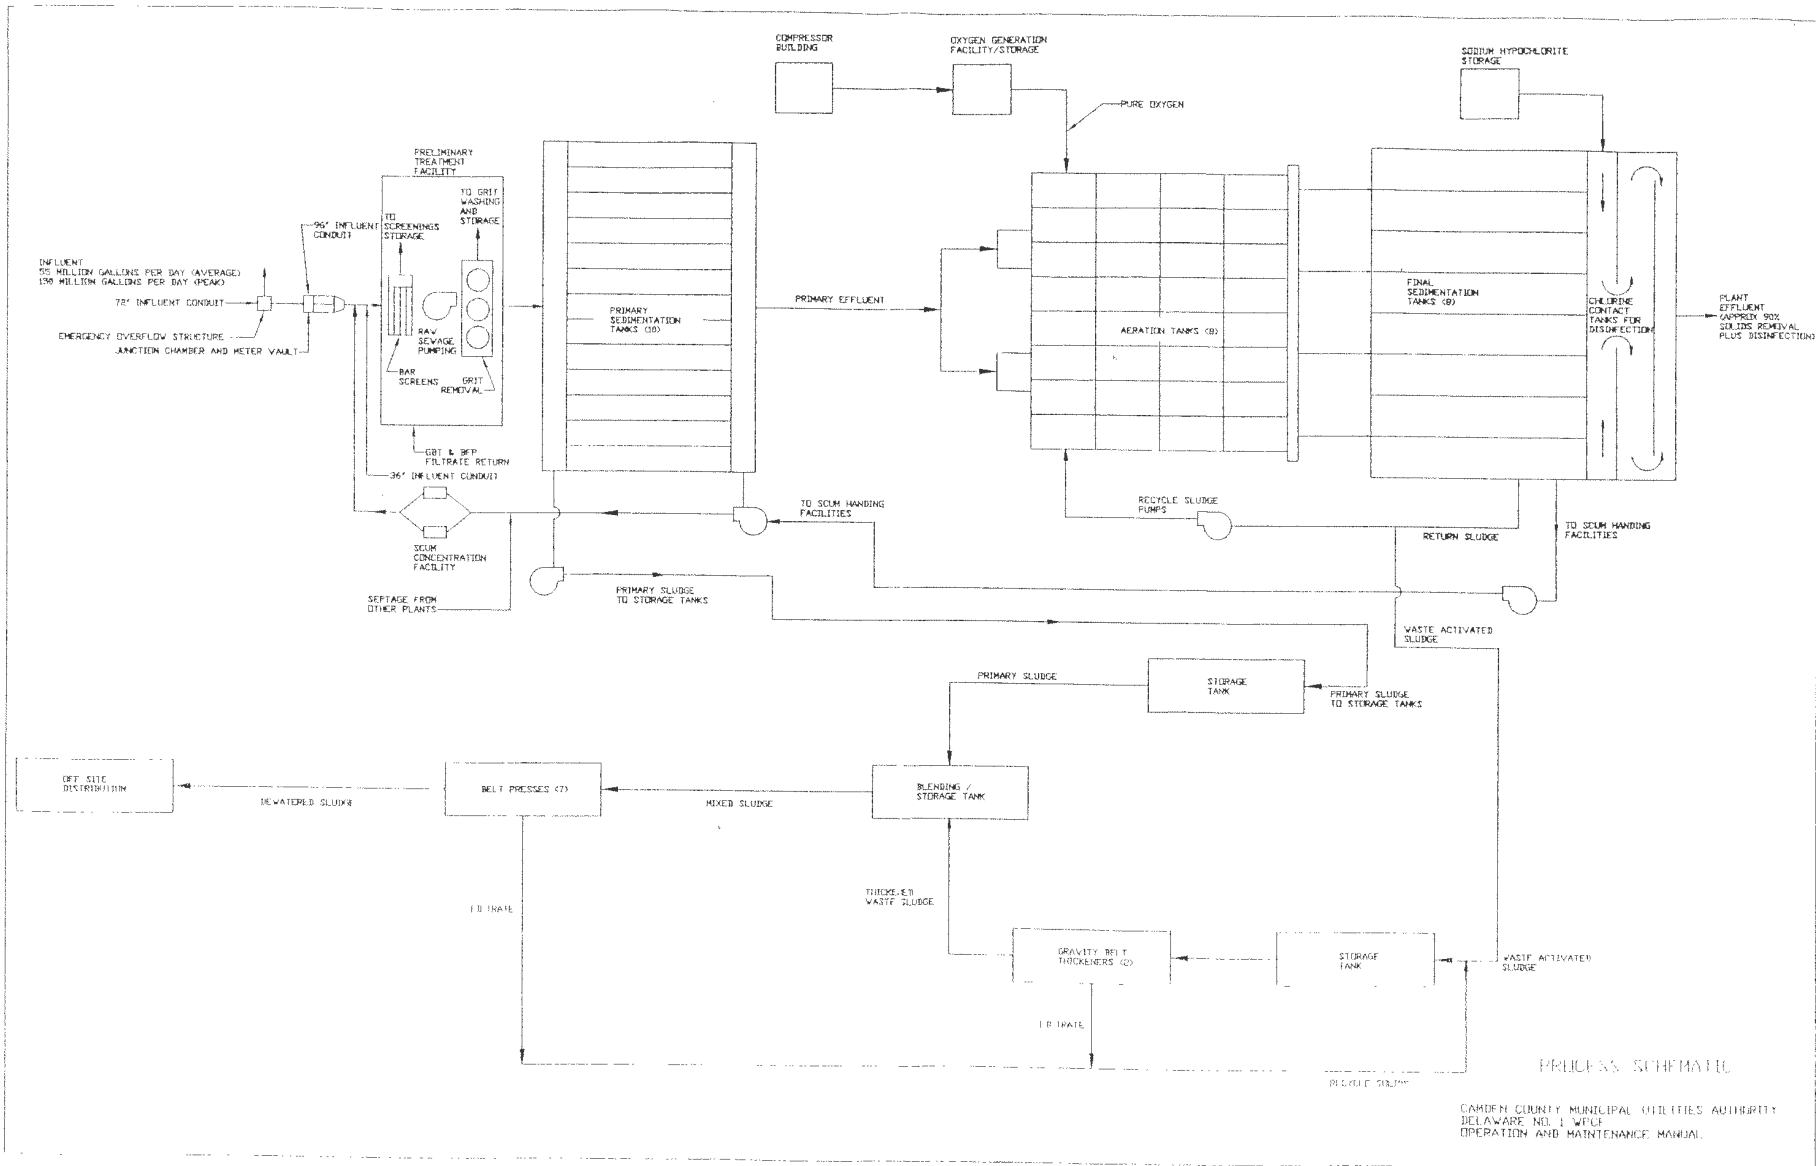 COMPRESSOR
BUILDING
OXYGEN GENERATION
FACILITY/STORAGE
SODIUM HYPOCHLORITE
STORAGE
PURE OXYGEN
PRELIMINARY
TREATMENT
FACILITY
TO GRIT
WASHING
AND
STORAGE
TO
SCREENINGS
STORAGE
96" INFLUENT
CONDUIT
INFLUENT
55 MILLION GALLONS PER DAY (AVERAGE)
150 MILLION GALLONS PER DAY (PEAK)
72" INFLUENT CONDUIT
EMERGENCY OVERFLOW STRUCTURE
JUNCTION CHAMBER AND METER VAULT
RAW
SEWAGE
PUMPING
BAR
SCREENS
GRIT
REMOVAL
PRIMARY
SEDIMENTATION
TANKS (10)
PRIMARY EFFLUENT
AERATION TANKS (8)
FINAL
SEDIMENTATION
TANKS (8)
CHLORINE
CONTACT
TANKS FOR
DISINFECTION
PLANT
EFFLUENT
(APPROX 90%
SOLIDS REMOVAL
PLUS DISINFECTION)
GBT & BFP
FILTRATE RETURN
36" INFLUENT CONDUIT
SCUM
CONCENTRATION
FACILITY
SEPTAGE FROM
OTHER PLANTS
TO SCUM HANDING
FACILITIES
RECYCLE SLUDGE
PUMPS
RETURN SLUDGE
TO SCUM HANDING
FACILITIES
PRIMARY SLUDGE
TO STORAGE TANKS
WASTE ACTIVATED
SLUDGE
PRIMARY SLUDGE
STORAGE
TANK
PRIMARY SLUDGE
TO STORAGE TANKS
OFF SITE
DISTRIBUTION
DEWATERED SLUDGE
BELT PRESSES (7)
MIXED SLUDGE
BLENDING /
STORAGE TANK
THICKENED
WASTE SLUDGE
FILTRATE
GRAVITY BELT
THICKENERS (2)
STORAGE
TANK
WASTE ACTIVATED
SLUDGE
FILTRATE
RECYCLE
PROCESS SCHEMATIC
CAMDEN COUNTY MUNICIPAL UTILITIES AUTHORITY
DELAWARE NO. 1 WPCF
OPERATION AND MAINTENANCE MANUAL